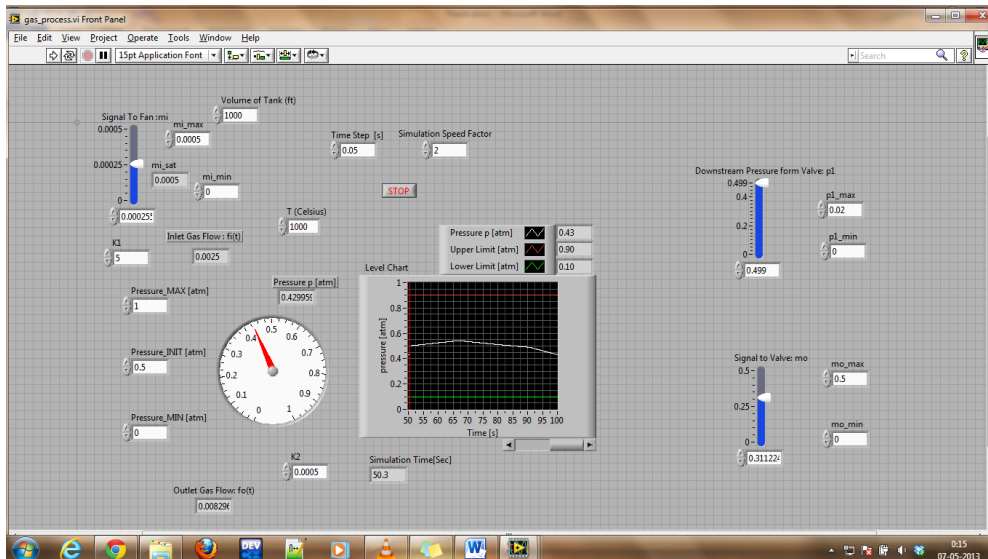 gas_process.vi Front Panel
File Edit View Project Operate Tools Window Help
15pt Application Font
Search
Volume of Tank (ft)
1000
Signal To Fan :mi
0.0005
0.00025
0
0.000255
mi_max
0.0005
mi_sat
0.0005
mi_min
0
Time Step [s]
0.05
Simulation Speed Factor
2
STOP
Downstream Pressure form Valve: p1
0.499
0.4
0.2
0
0.499
p1_max
0.02
p1_min
0
T (Celsius)
1000
K1
5
Inlet Gas Flow : fi(t)
0.0025
Pressure p [atm] 0.43
Upper Limit [atm] 0.90
Lower Limit [atm] 0.10
Level Chart
Pressure p [atm]
0.429959
Pressure_MAX [atm]
1
Pressure_INIT [atm]
0.5
Pressure_MIN [atm]
0
0 0.1 0.2 0.3 0.4 0.5 0.6 0.7 0.8 0.9 1
pressure [atm]
1
0.8
0.6
0.4
0.2
0
50 55 60 65 70 75 80 85 90 95 100
Time [s]
Signal to Valve: mo
0.5
0.25
0
0.311224
mo_max
0.5
mo_min
0
K2
0.0005
Simulation Time[Sec]
50.3
Outlet Gas Flow: fo(t)
0.00829
DEV
W
0:15
07-05-2013